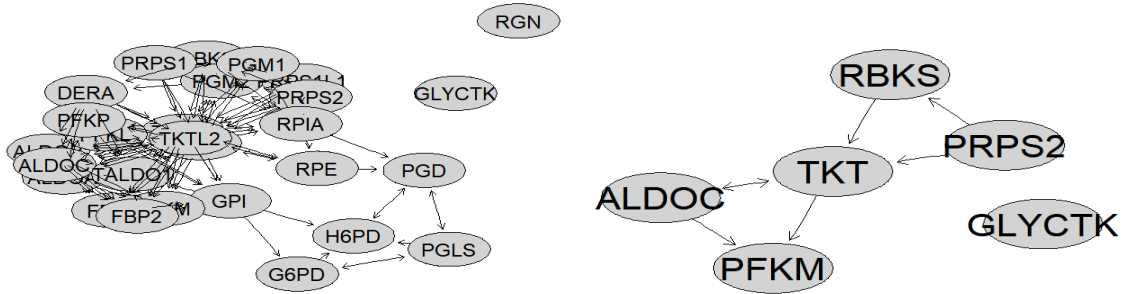 RGN
PRPS1
PGM1
PRPS2
DERA
GLYCTK
PFKP
RPIA
TKTL2
ALDOC
RPE
PGD
TALDO1
GPI
FBP2
H6PD
PGLS
G6PD
RBKS
PRPS2
TKT
ALDOC
GLYCTK
PFKM